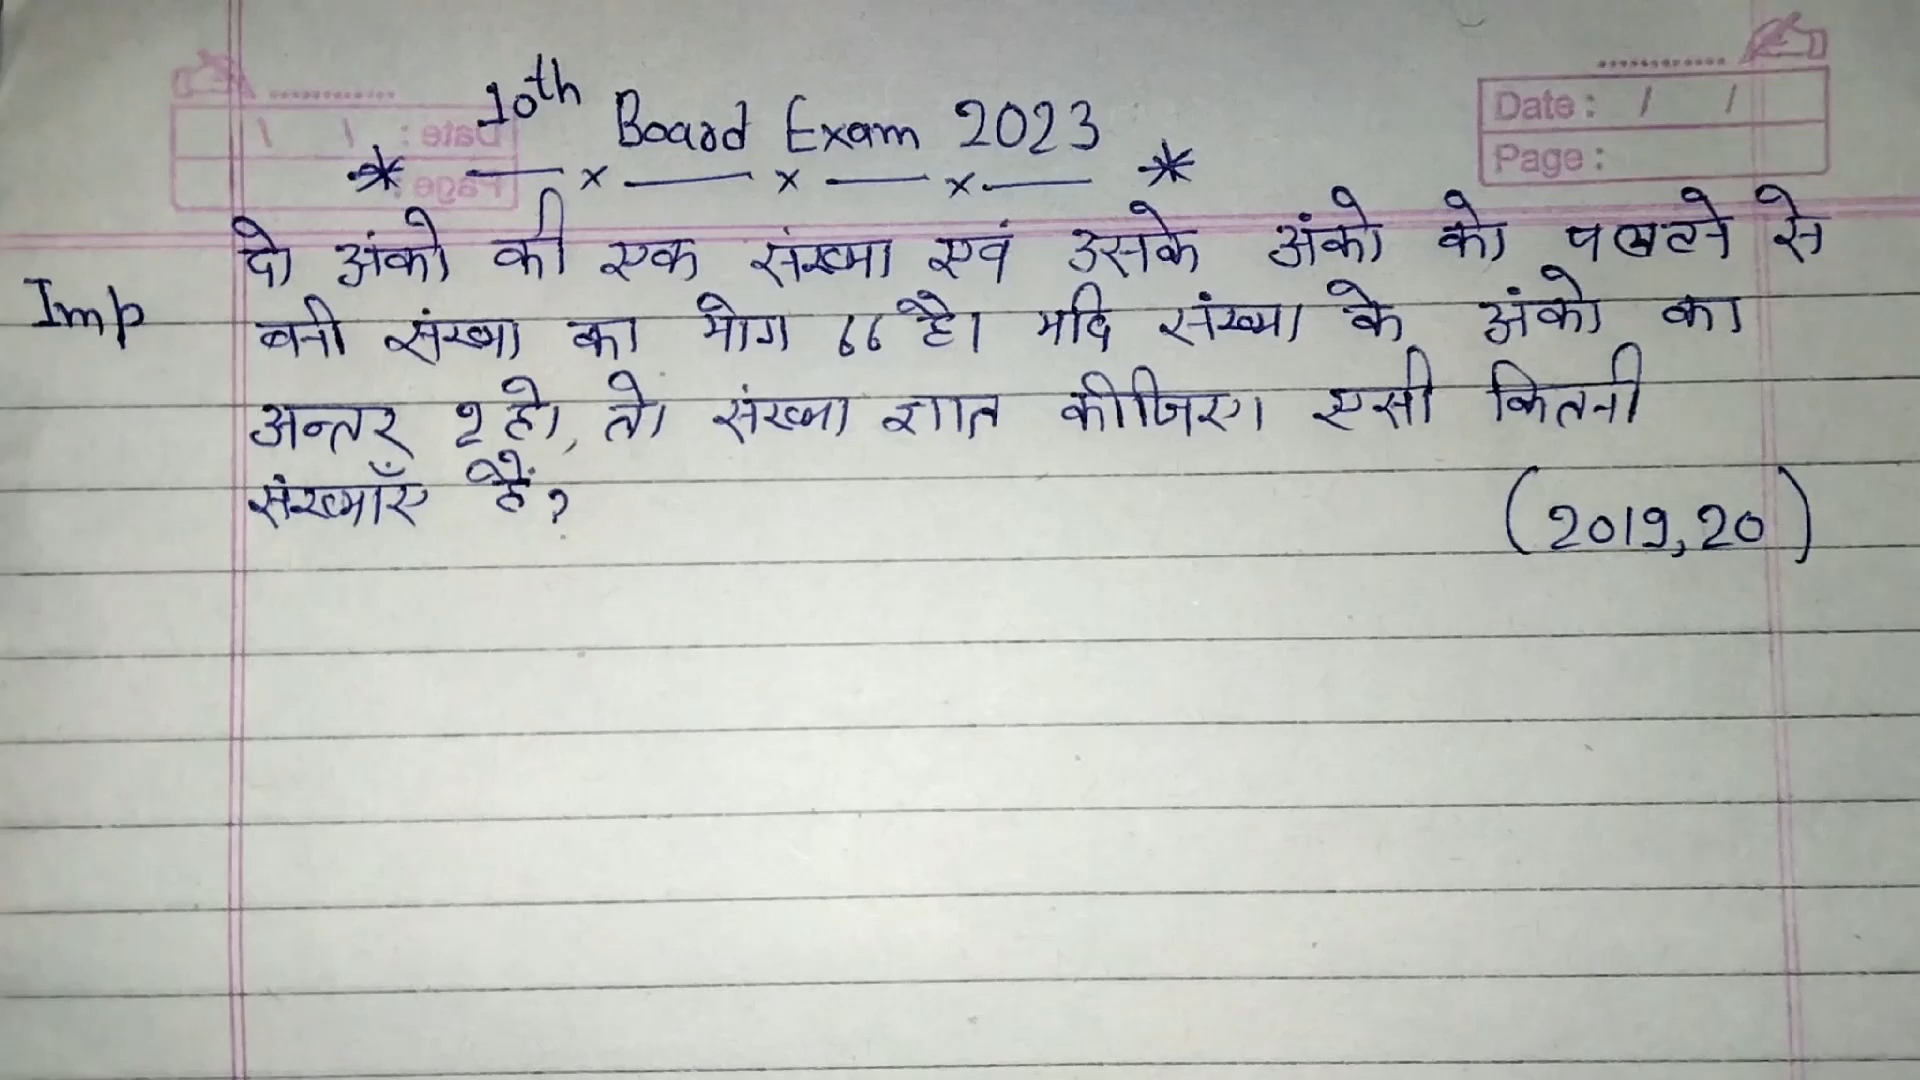 10th Board Exam 2023
Date : / /
Page :
दो अंको की एक संख्या एवं उसके अंको को पलटने से
Imp बनी संख्या का योग 66 है। यदि संख्या के अंको का
अन्तर 2 हो, तो संख्या ज्ञात कीजिए। एसी कितनी
संख्याएँ हैं?
(2019,20)